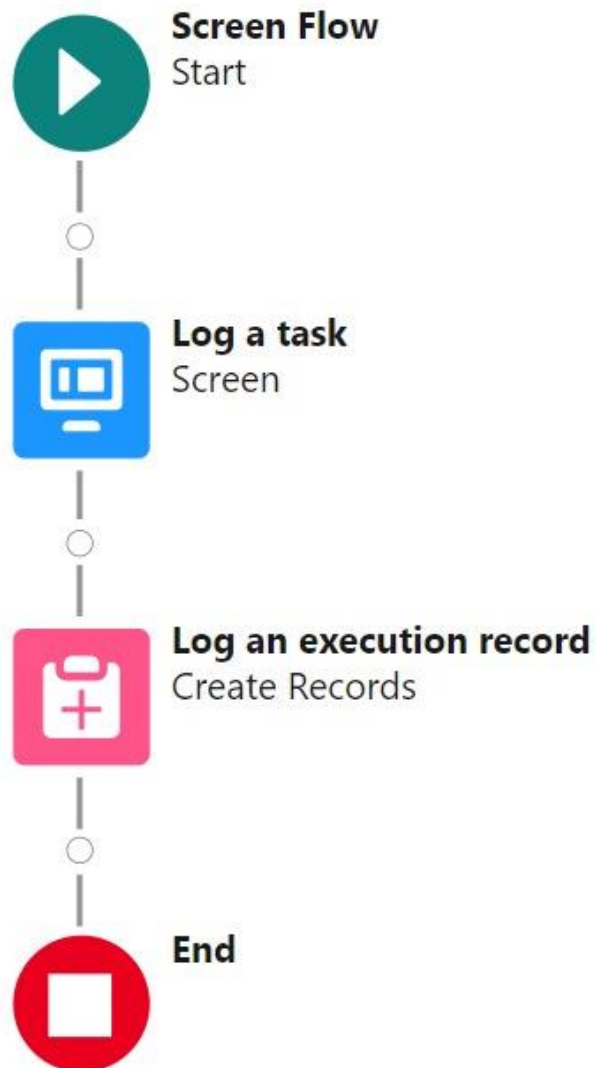 Screen Flow
Start
Log a task
Screen
Log an execution record
Create Records
End